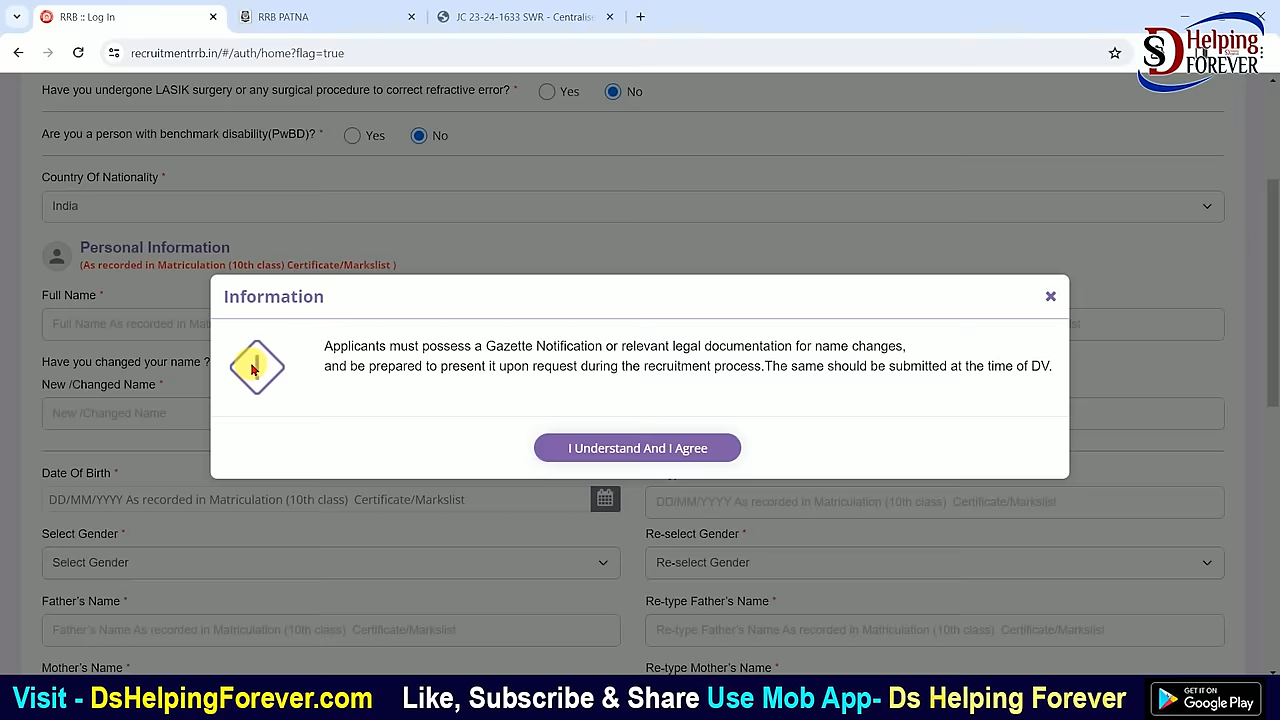 RRB :: Log In
RRB PATNA
JC 23-24-1633 SWR - Centralise
recruitmentrrb.in/#/auth/home?flag=true
SD Helping FOREVER
Have you undergone LASIK surgery or any surgical procedure to correct refractive error? * Yes No
Are you a person with benchmark disability(PwBD)? * Yes No
Country Of Nationality *
India
Personal Information
(As recorded in Matriculation (10th class) Certificate/Markslist )
Full Name *
Full Name As recorded in Mat
Have you changed your name ?
New /Changed Name *
New /Changed Name
Information
Applicants must possess a Gazette Notification or relevant legal documentation for name changes,
and be prepared to present it upon request during the recruitment process.The same should be submitted at the time of DV.
I Understand And I Agree
Date Of Birth *
DD/MM/YYYY As recorded in Matriculation (10th class) Certificate/Markslist
DD/MM/YYYY As recorded in Matriculation (10th class) Certificate/Markslist
Select Gender * Re-select Gender *
Select Gender Re-select Gender
Father's Name * Re-type Father's Name *
Father's Name As recorded in Matriculation (10th class) Certificate/Markslist Re-type Father's Name As recorded in Matriculation (10th class) Certificate/Markslist
Mother's Name * Re-type Mother's Name *
Visit - DsHelpingForever.com Like, Subscribe & Share Use Mob App- Ds Helping Forever
GET IT ON
Google Play